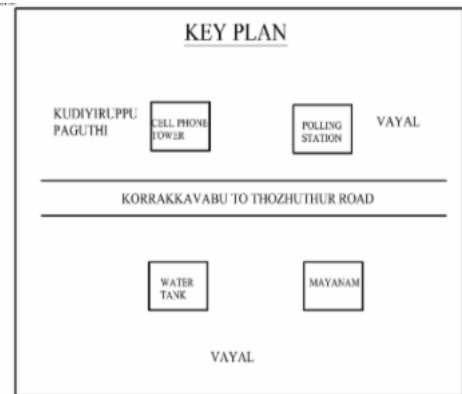 KEY PLAN
KUDIYIRUPPU
PAGUTHI
CELL PHONE
TOWER
POLLING
STATION
VAYAL
KORRAKKAVABU TO THOZHUTHUR ROAD
WATER
TANK
MAYANAM
VAYAL